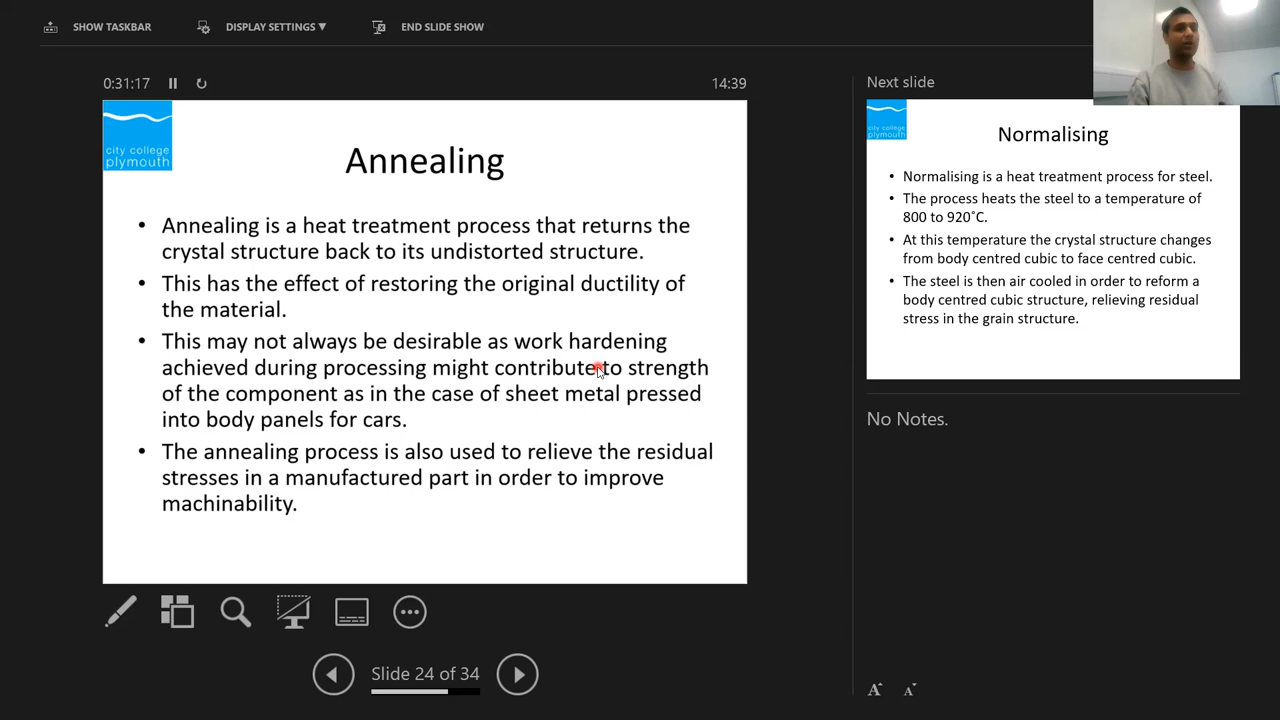 SHOW TASKBAR
DISPLAY SETTINGS ▼
END SLIDE SHOW
0:31:17
14:39
city college
plymouth
Annealing
• Annealing is a heat treatment process that returns the
crystal structure back to its undistorted structure.
• This has the effect of restoring the original ductility of
the material.
• This may not always be desirable as work hardening
achieved during processing might contribute to strength
of the component as in the case of sheet metal pressed
into body panels for cars.
• The annealing process is also used to relieve the residual
stresses in a manufactured part in order to improve
machinability.
Slide 24 of 34
Next slide
city college
plymouth
Normalising
• Normalising is a heat treatment process for steel.
• The process heats the steel to a temperature of
800 to 920˚C.
• At this temperature the crystal structure changes
from body centred cubic to face centred cubic.
• The steel is then air cooled in order to reform a
body centred cubic structure, relieving residual
stress in the grain structure.
No Notes.
A A